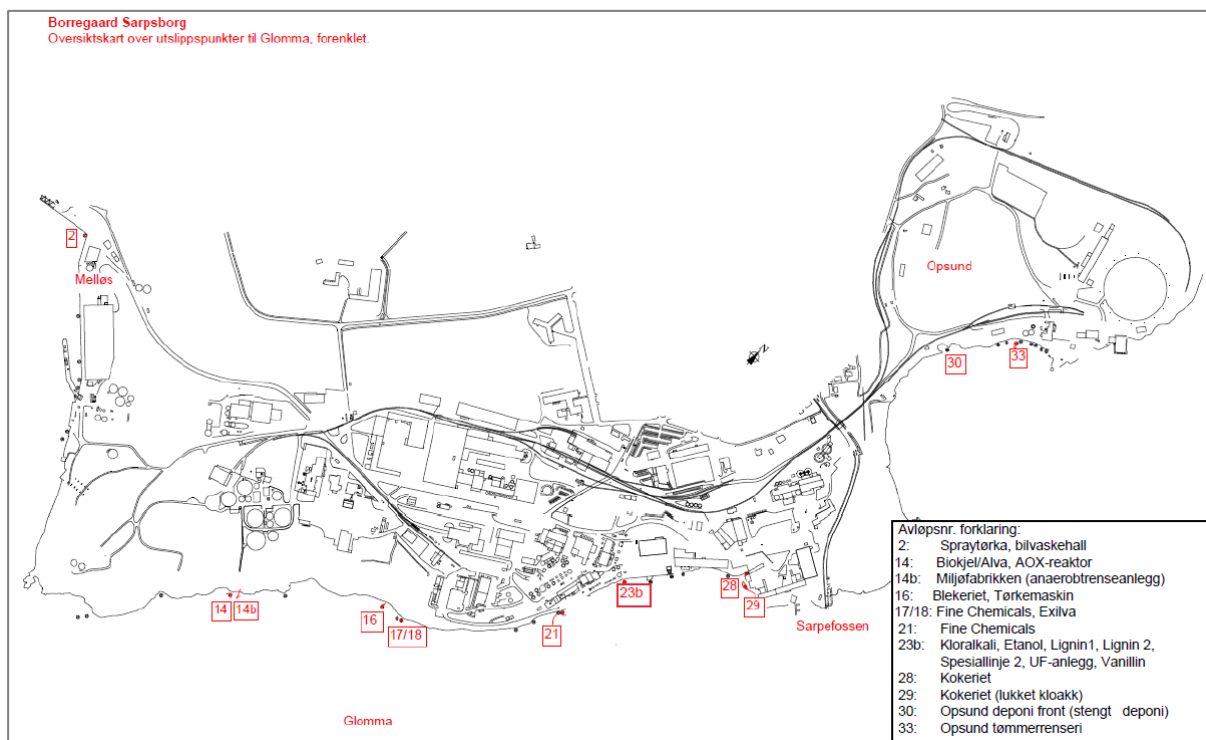 Borregaard Sarpsborg
Oversiktskart over utslippspunkter til Glomma, forenklet.
2
Melløs
Opsund
N
30
33
14
14b
16
17/18
21
23b
28
29
Sarpefossen
Glomma
Avløpsnr. forklaring:
2: Spraytørka, bilvaskehall
14: Biokjel/Alva, AOX-reaktor
14b: Miljøfabrikken (anaerobtrenseanlegg)
16: Blekeriet, Tørkemaskin
17/18: Fine Chemicals, Exilva
21: Fine Chemicals
23b: Kloralkali, Etanol, Lignin1, Lignin 2,
Spesiallinje 2, UF-anlegg, Vanillin
28: Kokeriet
29: Kokeriet (lukket kloakk)
30: Opsund deponi front (stengt deponi)
33: Opsund tømmerrenseri